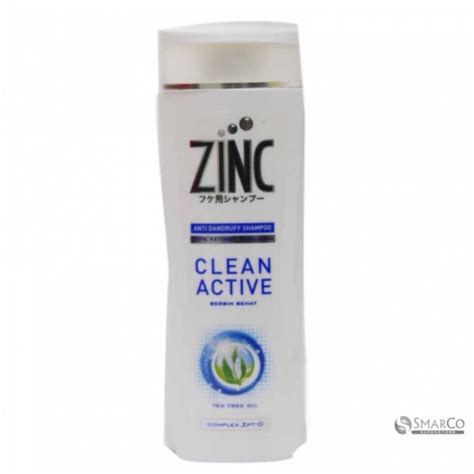 ZINC
フケ用シャンプー
ANTI DANDRUFF SHAMPOO
CLEAN
ACTIVE
BERSIH SEHAT
TEA TREE OIL
COMPLEX ZPT-O
SMARCO
SUPERSTORE